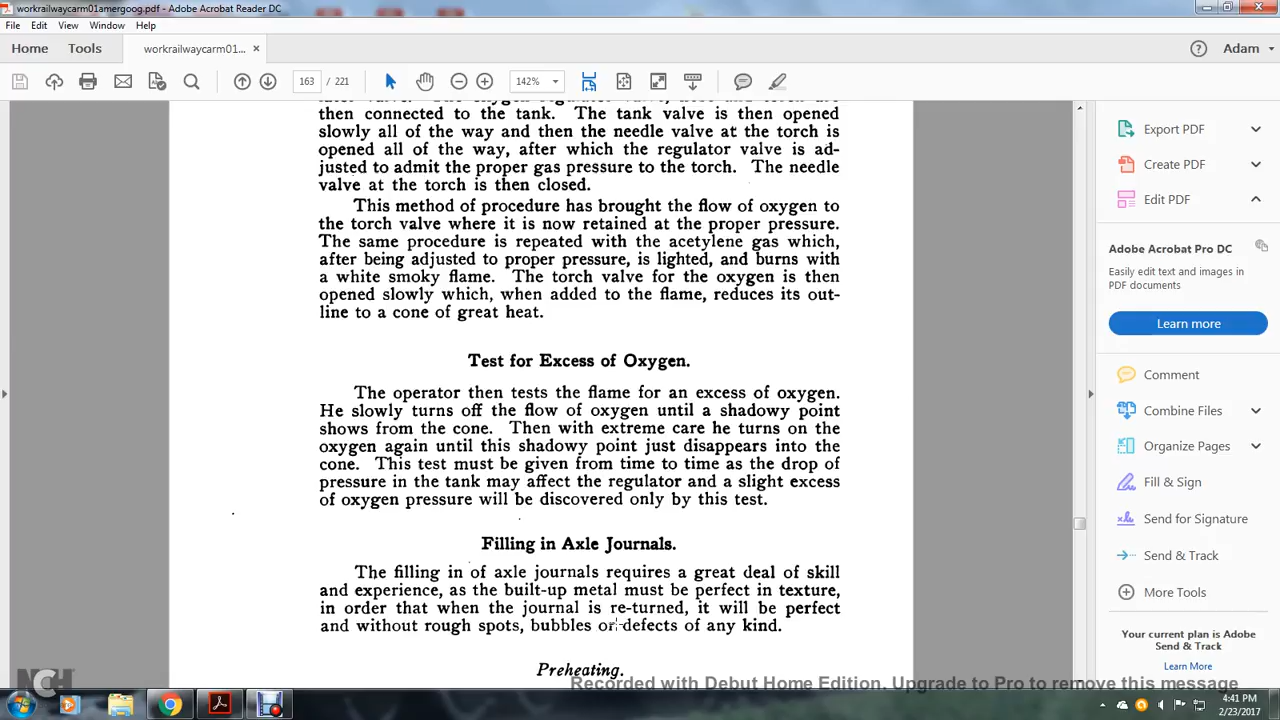 workrailwaycarm01amergoog.pdf - Adobe Acrobat Reader DC
File Edit View Window Help
Home Tools workrailwaycarm01... × Adam
163 / 221 142%
then connected to the tank. The tank valve is then opened
slowly all of the way and then the needle valve at the torch is
opened all of the way, after which the regulator valve is ad-
justed to admit the proper gas pressure to the torch. The needle
valve at the torch is then closed.
This method of procedure has brought the flow of oxygen to
the torch valve where it is now retained at the proper pressure.
The same procedure is repeated with the acetylene gas which,
after being adjusted to proper pressure, is lighted, and burns with
a white smoky flame. The torch valve for the oxygen is then
opened slowly which, when added to the flame, reduces its out-
line to a cone of great heat.
Test for Excess of Oxygen.
The operator then tests the flame for an excess of oxygen.
He slowly turns off the flow of oxygen until a shadowy point
shows from the cone. Then with extreme care he turns on the
oxygen again until this shadowy point just disappears into the
cone. This test must be given from time to time as the drop of
pressure in the tank may affect the regulator and a slight excess
of oxygen pressure will be discovered only by this test.
Filling in Axle Journals.
The filling in of axle journals requires a great deal of skill
and experience, as the built-up metal must be perfect in texture,
in order that when the journal is re-turned, it will be perfect
and without rough spots, bubbles or defects of any kind.
Preheating.
Export PDF
Create PDF
Edit PDF
Adobe Acrobat Pro DC
Easily edit text and images in
PDF documents
Learn more
Comment
Combine Files
Organize Pages
Fill & Sign
Send for Signature
Send & Track
More Tools
Your current plan is Adobe
Send & Track
Learn More
NCH
Recorded with Debut Home Edition. Upgrade to Pro to remove this message
4:41 PM
2/23/2017